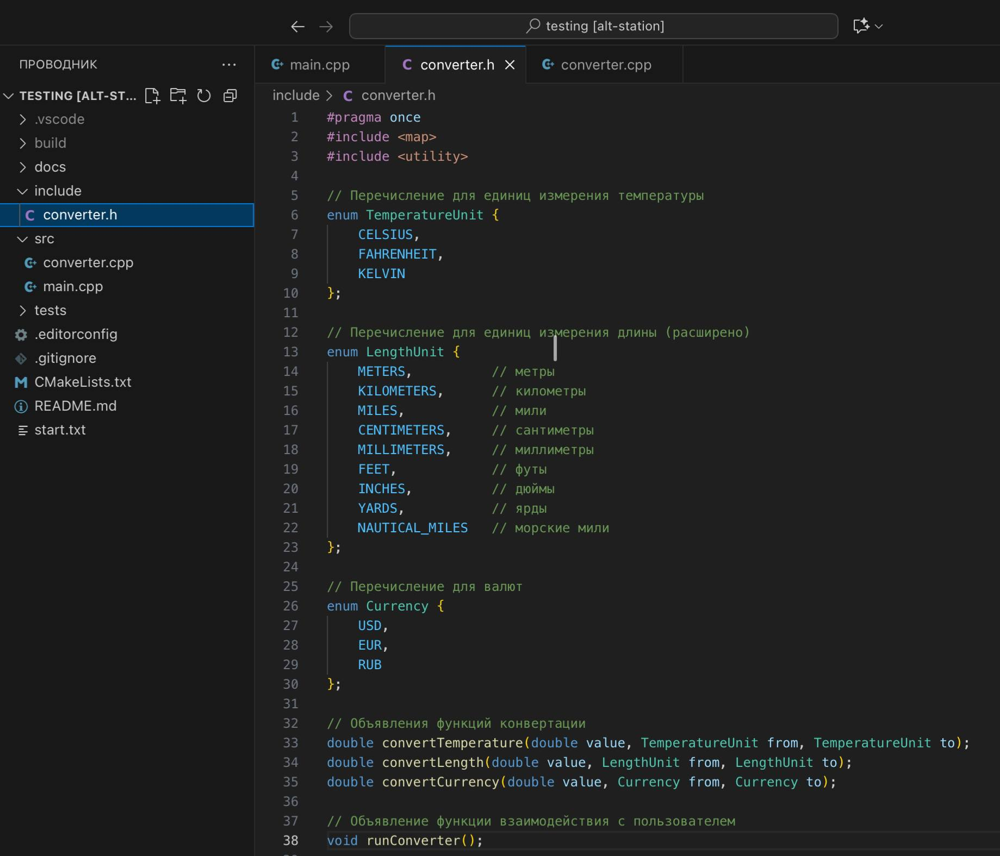 testing [alt-station]
ПРОВОДНИК
TESTING [ALT-ST...
.vscode
build
docs
include
converter.h
src
converter.cpp
main.cpp
tests
.editorconfig
.gitignore
CMakeLists.txt
README.md
start.txt
main.cpp
converter.h
converter.cpp
include > converter.h
1 #pragma once
2 #include <map>
3 #include <utility>
4
5 // Перечисление для единиц измерения температуры
6 enum TemperatureUnit {
7 CELSIUS,
8 FAHRENHEIT,
9 KELVIN
10 };
11
12 // Перечисление для единиц измерения длины (расширено)
13 enum LengthUnit {
14 METERS, // метры
15 KILOMETERS, // километры
16 MILES, // мили
17 CENTIMETERS, // сантиметры
18 MILLIMETERS, // миллиметры
19 FEET, // футы
20 INCHES, // дюймы
21 YARDS, // ярды
22 NAUTICAL_MILES // морские мили
23 };
24
25 // Перечисление для валют
26 enum Currency {
27 USD,
28 EUR,
29 RUB
30 };
31
32 // Объявления функций конвертации
33 double convertTemperature(double value, TemperatureUnit from, TemperatureUnit to);
34 double convertLength(double value, LengthUnit from, LengthUnit to);
35 double convertCurrency(double value, Currency from, Currency to);
36
37 // Объявление функции взаимодействия с пользователем
38 void runConverter();